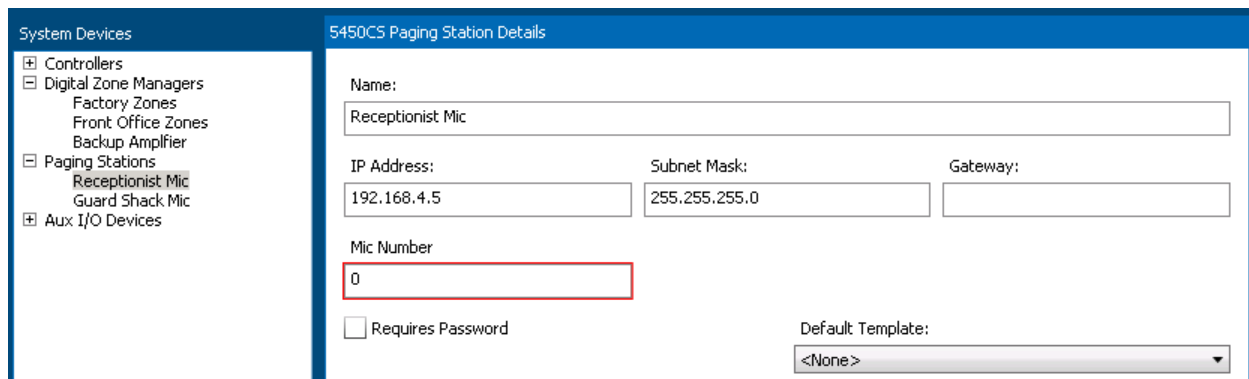 System Devices
Controllers
Digital Zone Managers
Factory Zones
Front Office Zones
Backup Amplfier
Paging Stations
Receptionist Mic
Guard Shack Mic
Aux I/O Devices
5450CS Paging Station Details
Name:
Receptionist Mic
IP Address: Subnet Mask: Gateway:
192.168.4.5 255.255.255.0
Mic Number
0
Requires Password Default Template:
<None>